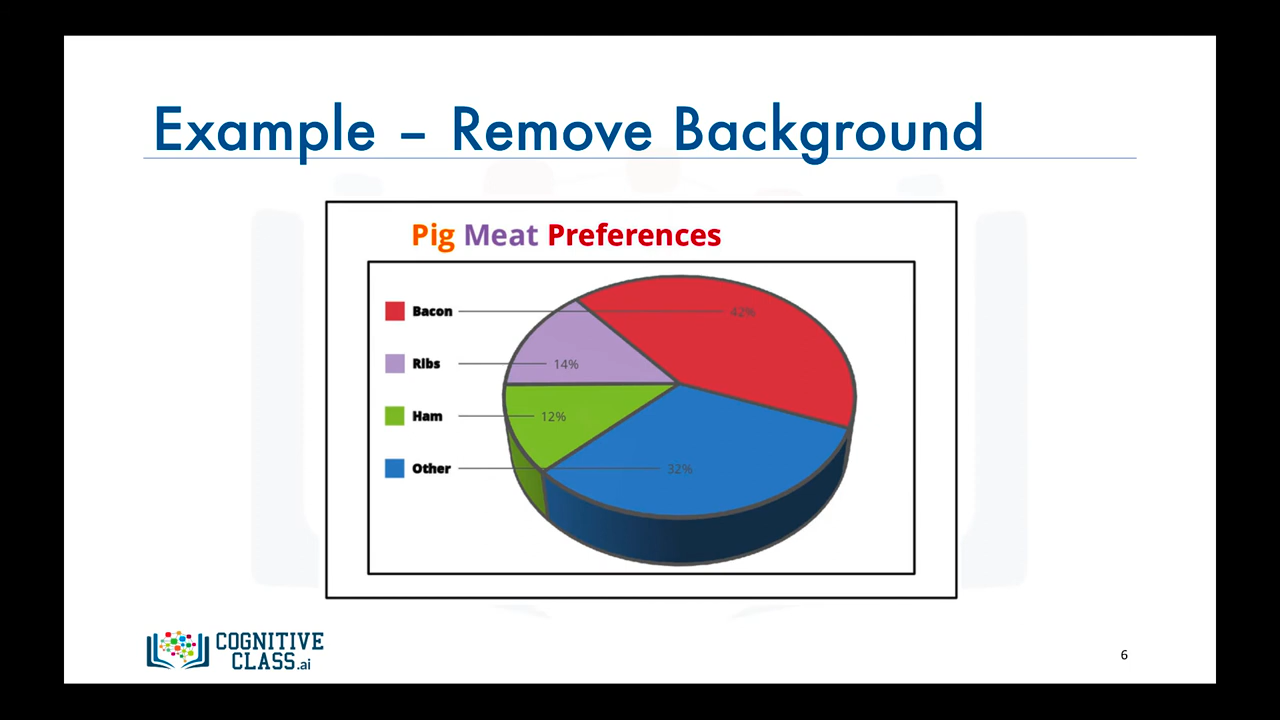 Example – Remove Background
Pig Meat Preferences
Bacon 42%
Ribs 14%
Ham 12%
Other 32%
COGNITIVE
CLASS.ai
6